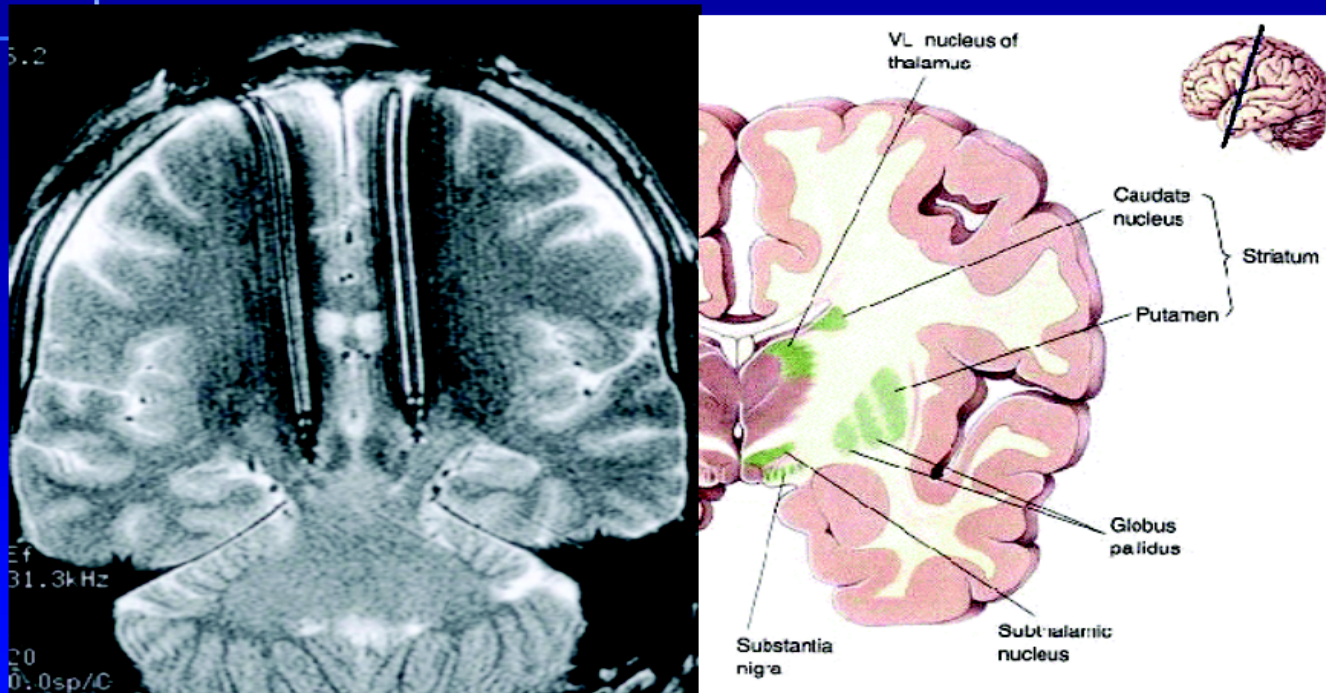 5.2
Ef
31.3kHz
20
0.0sp/
VL nucleus of
thalamus
Caudate
nucleus
Striatum
Putamen
Globus
pallidus
Subthalamic
nucleus
Substantia
nigra